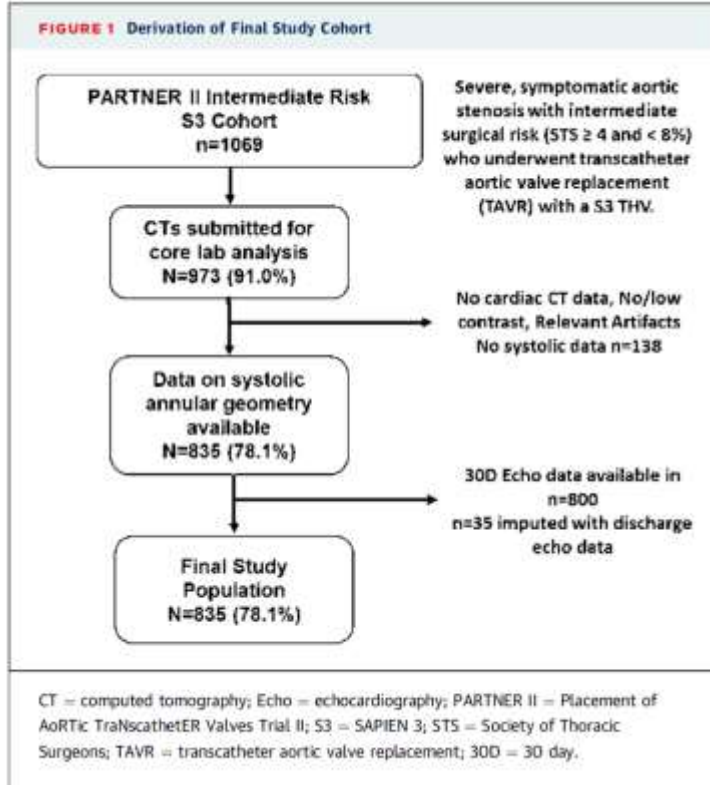 FIGURE 1 Derivation of Final Study Cohort
PARTNER II Intermediate Risk
S3 Cohort
n=1069
Severe, symptomatic aortic
stenosis with intermediate
surgical risk (STS ≥ 4 and < 8%)
who underwent transcatheter
aortic valve replacement
(TAVR) with a S3 THV.
CTs submitted for
core lab analysis
N=973 (91.0%)
No cardiac CT data, No/low
contrast, Relevant Artifacts
No systolic data n=138
Data on systolic
annular geometry
available
N=835 (78.1%)
30D Echo data available in
n=800
n=35 imputed with discharge
echo data
Final Study
Population
N=835 (78.1%)
CT = computed tomography; Echo = echocardiography; PARTNER II = Placement of
AoRTic TraNscathetER Valves Trial II; S3 = SAPIEN 3; STS = Society of Thoracic
Surgeons; TAVR = transcatheter aortic valve replacement; 30D = 30 day.